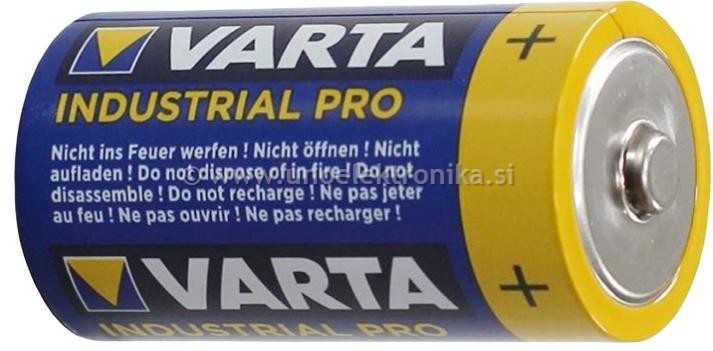 VARTA
+
INDUSTRIAL PRO
Nicht ins Feuer werfen ! Nicht öffnen ! Nicht
aufladen ! Do not dispose of in fire! Do not
disassemble ! Do not recharge ! Ne pas jeter
au feu ! Ne pas ouvrir ! Ne pas recharger !
VARTA
+
INDUSTRIAL PRO